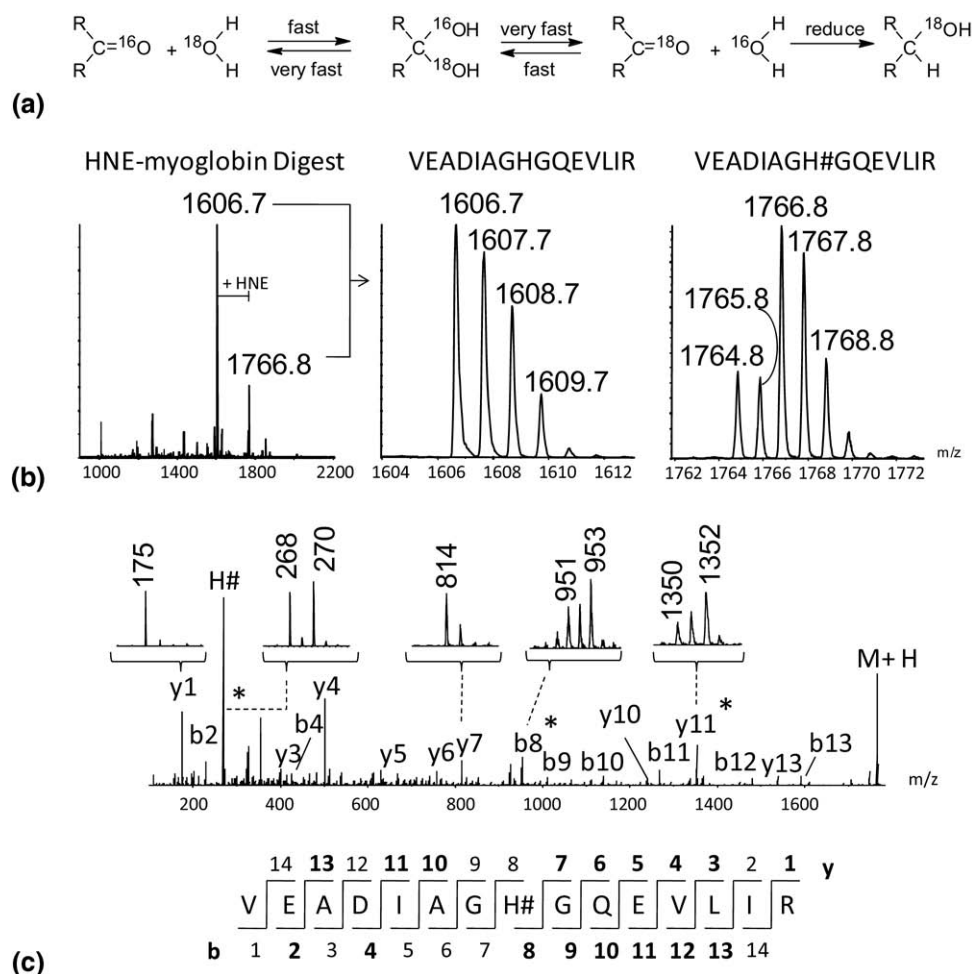 R C=¹⁶O R + ¹⁸O H H fast very fast R C R ¹⁶OH ¹⁸OH very fast fast R C=¹⁸O R + ¹⁶O H H reduce R C R ¹⁸OH H
(a)
HNE-myoglobin Digest VEADIAGHGQEVLIR VEADIAGH#GQEVLIR
1606.7 1606.7 1766.8
1607.7 1767.8
+ HNE 1608.7 1765.8
1766.8 1609.7 1764.8 1768.8
1000 1400 1800 2200 1604 1606 1608 1610 1612 1762 1764 1766 1768 1770 1772 m/z
(b)
175 H# 268 270 814 951 953 1350 1352
M+ H
y1 * y4 y11 *
b2 y3 b4 y5 y6 y7 b8 * b9 y10 b10 b11 b12 y13 b13
200 400 600 800 1000 1200 1400 1600 m/z
14 13 12 11 10 9 8 7 6 5 4 3 2 1 y
V E A D I A G H# G Q E V L I R
b 1 2 3 4 5 6 7 8 9 10 11 12 13 14
(c)